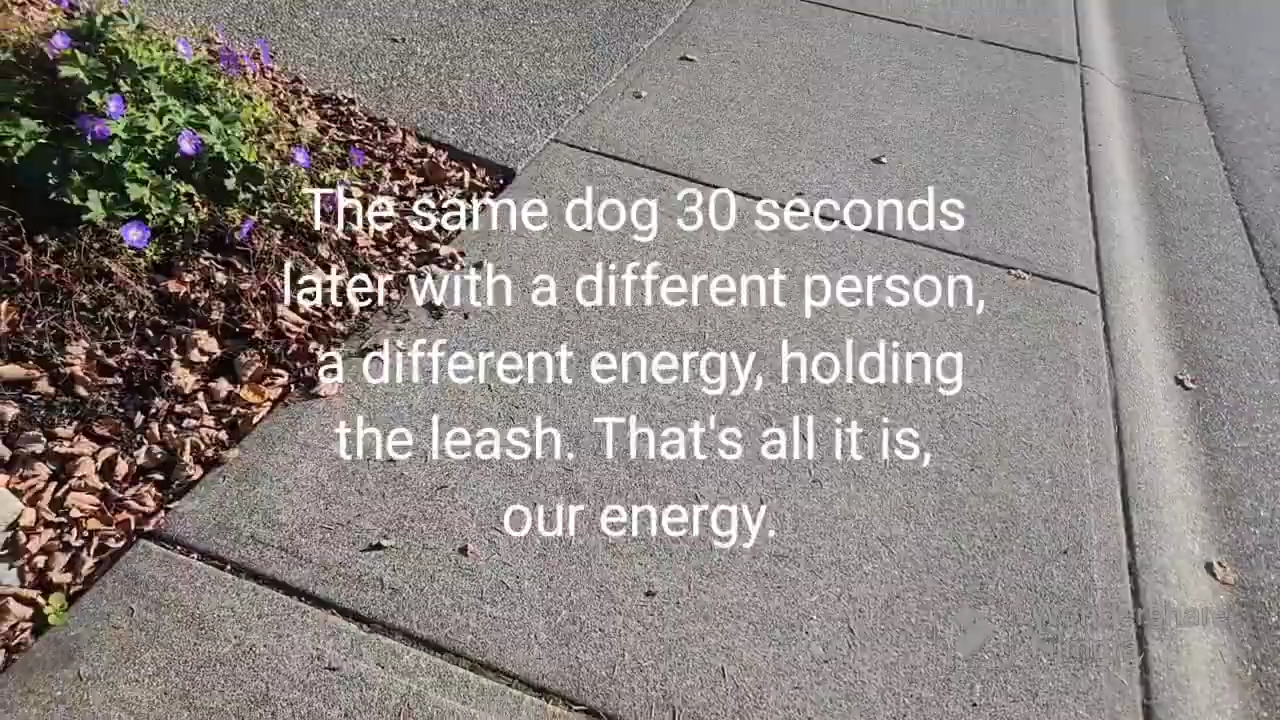 The same dog 30 seconds
later with a different person,
a different energy, holding
the leash. That's all it is,
our energy.